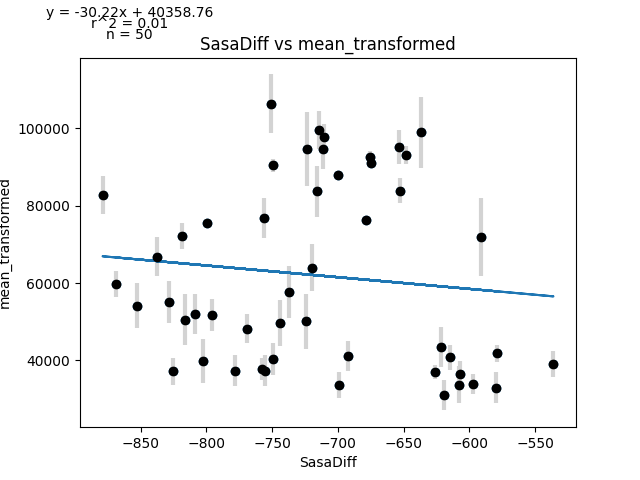 y = -30.22x + 40358.76
r^2 = 0.01
n = 50
SasaDiff vs mean_transformed
100000
80000
60000
40000
mean_transformed
−850
−800
−750
−700
−650
−600
−550
SasaDiff